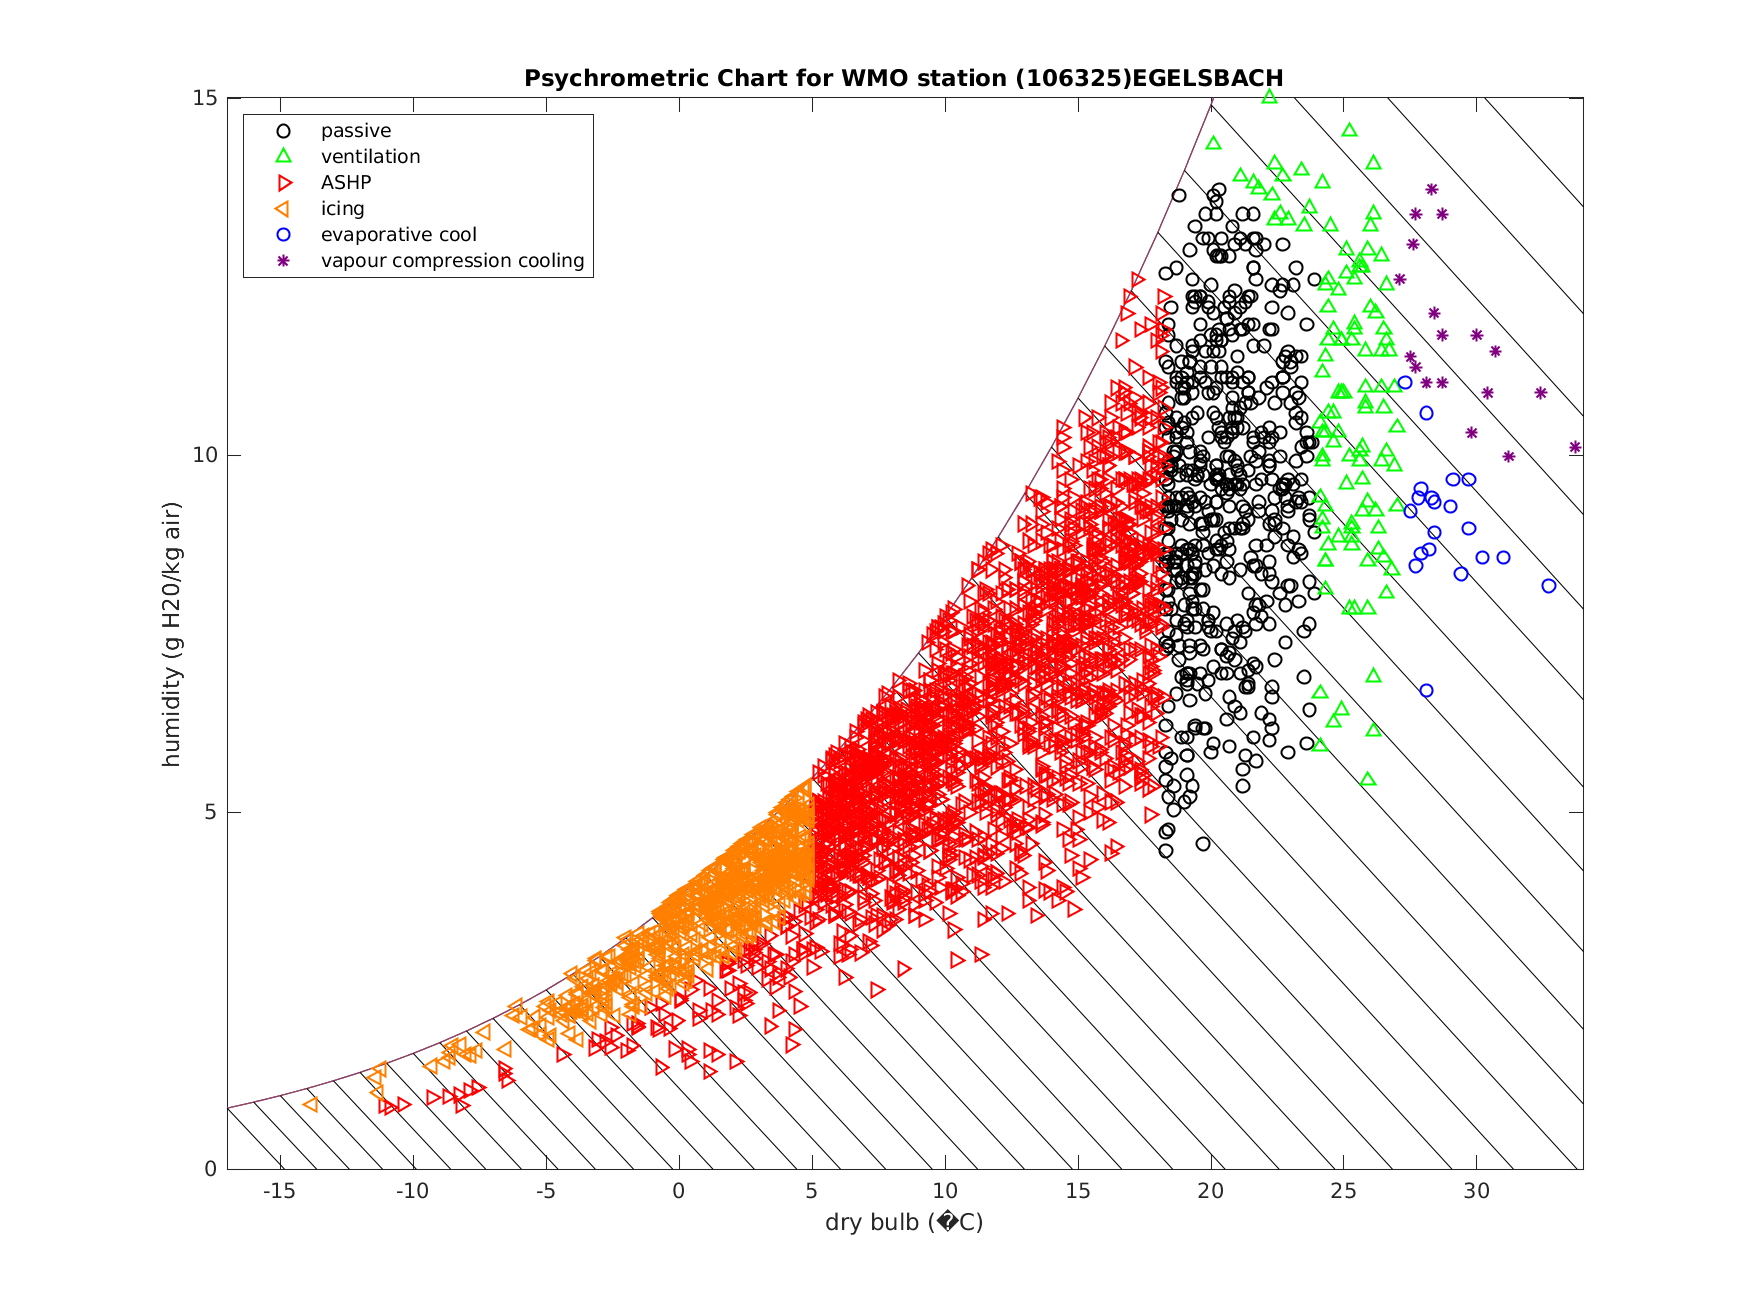 Psychrometric Chart for WMO station (106325)EGELSBACH
15
passive
ventilation
ASHP
icing
evaporative cool
vapour compression cooling
10
humidity (g H20/kg air)
5
0
-15 -10 -5 0 5 10 15 20 25 30
dry bulb (�C)